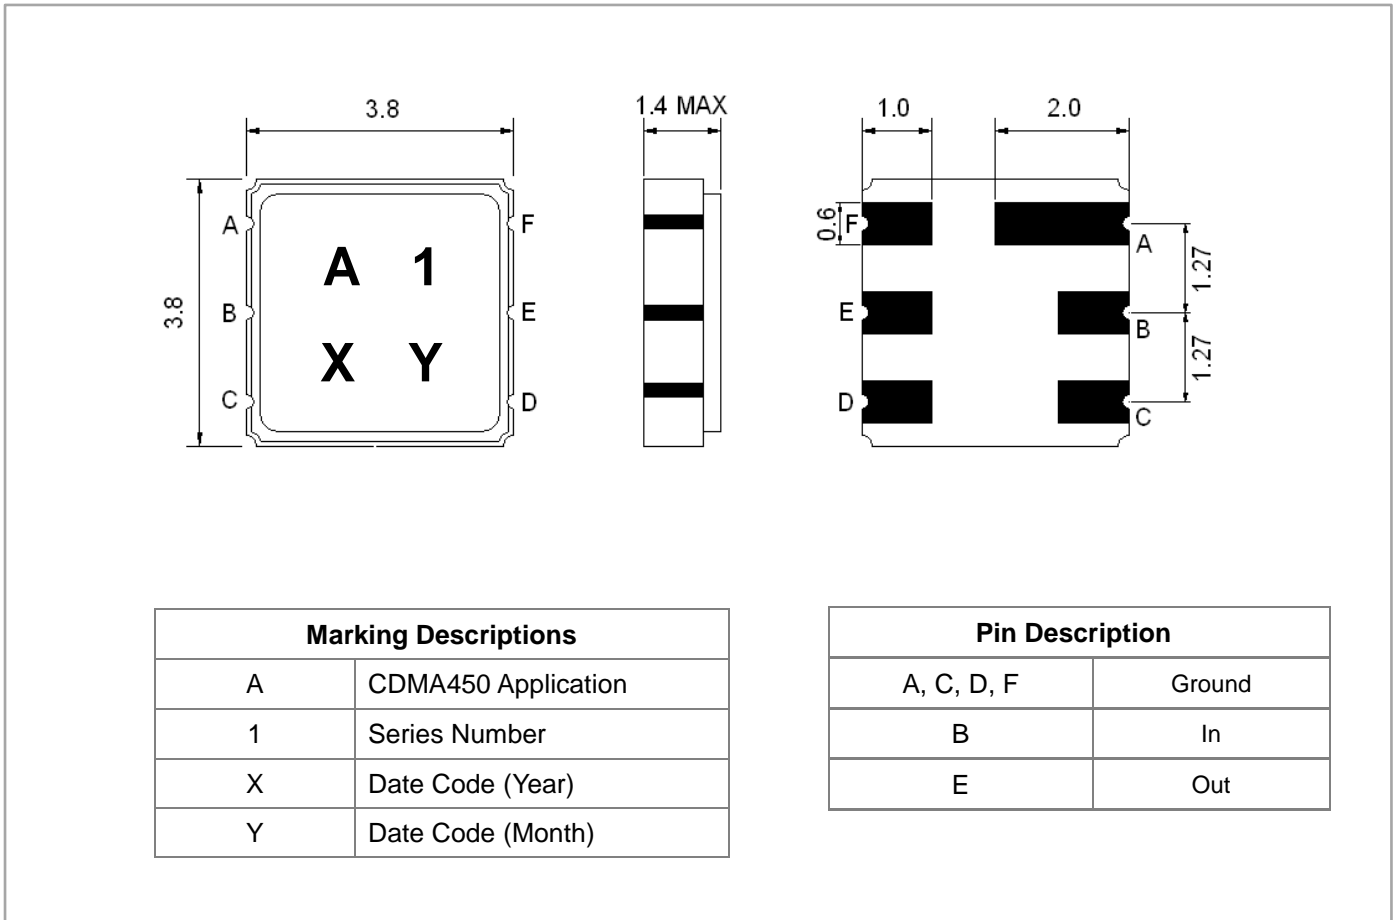 3.8 1.4 MAX 1.0 2.0
A F 0.6 F A
A 1
3.8 B E E B 1.27
X Y
C D D C 1.27
Marking Descriptions
A CDMA450 Application
1 Series Number
X Date Code (Year)
Y Date Code (Month)
Pin Description
A, C, D, F Ground
B In
E Out